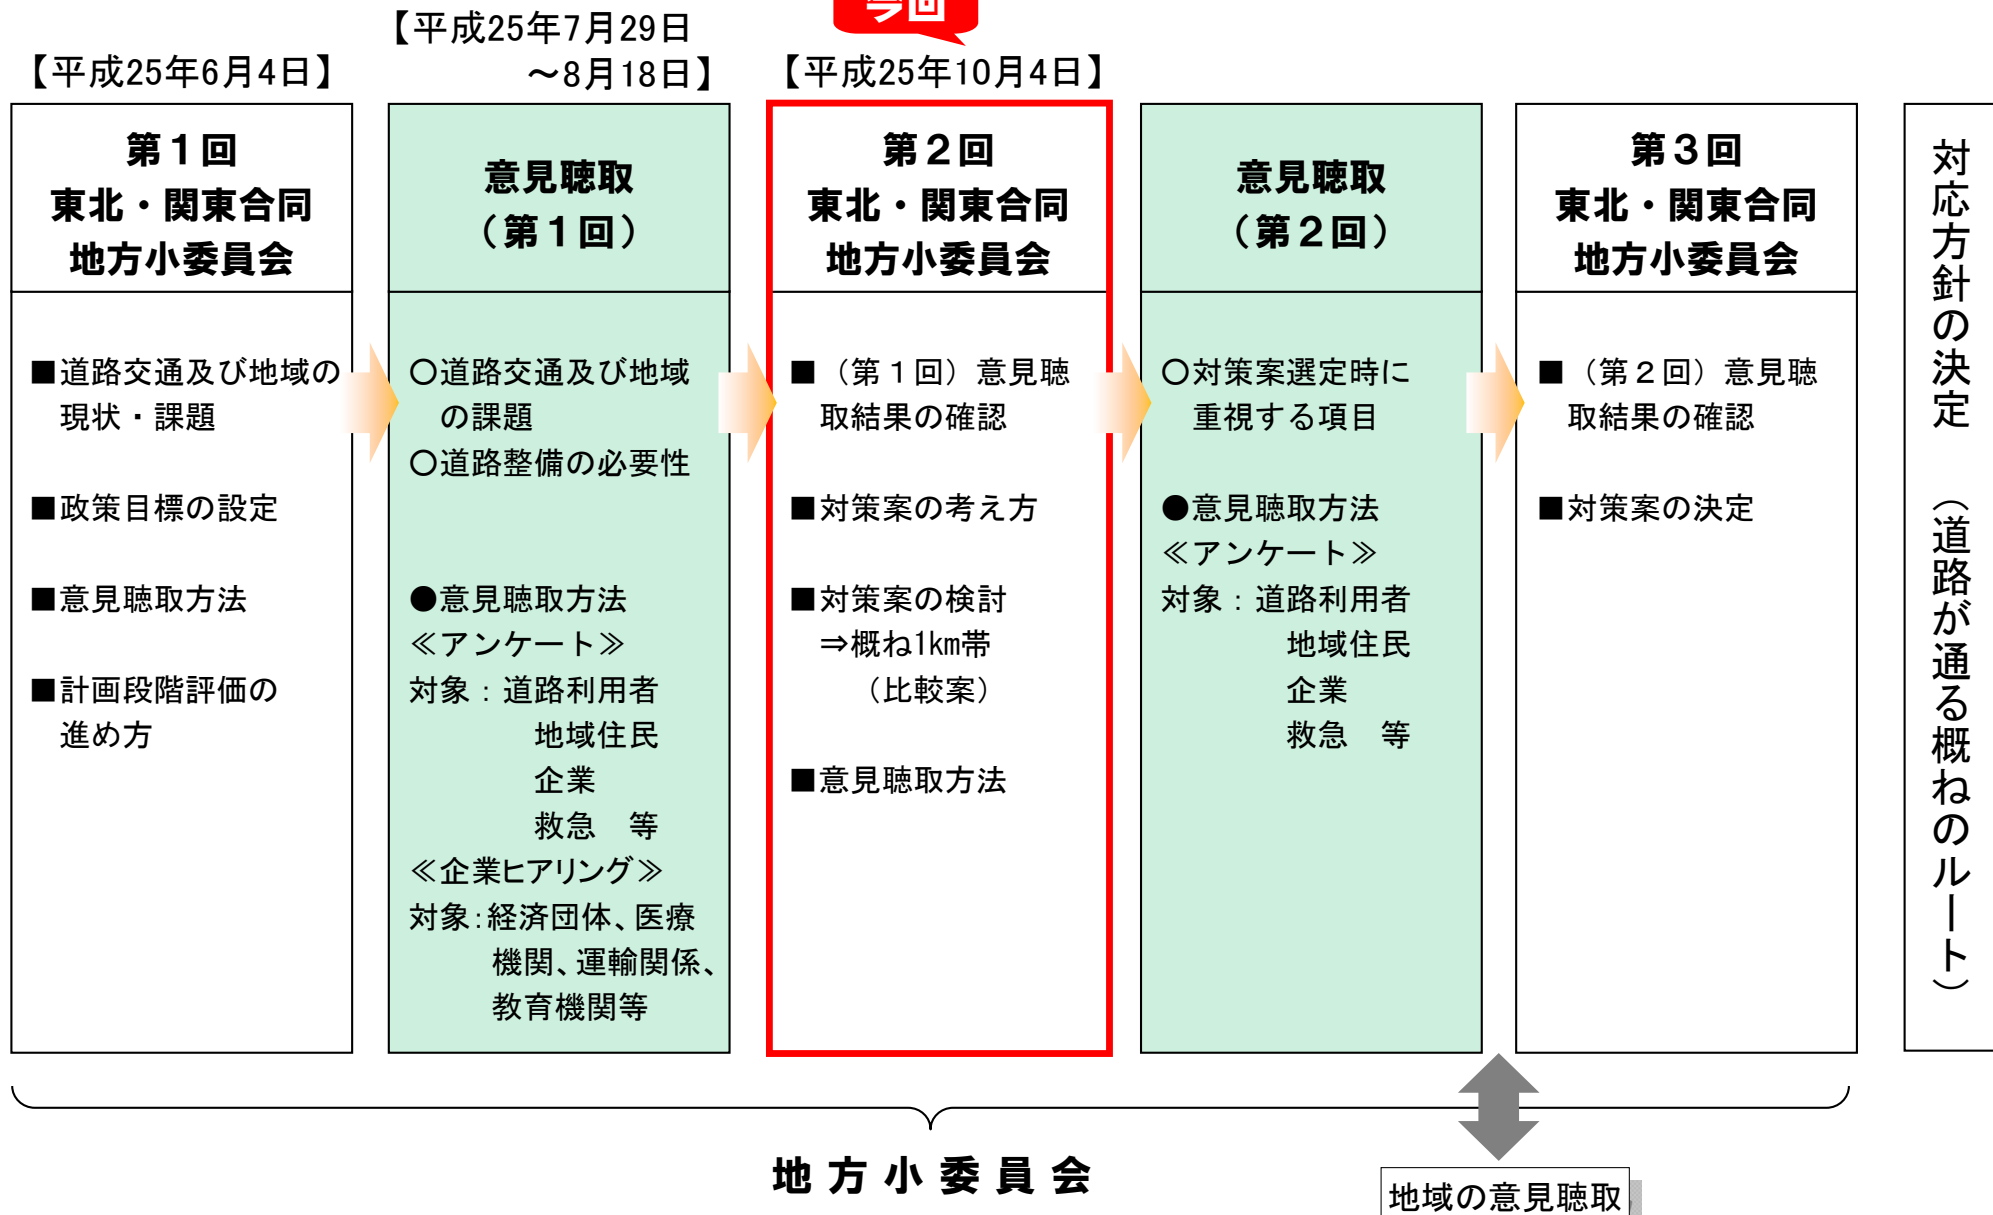 今回
【平成25年6月4日】
【平成25年7月29日
～8月18日】
【平成25年10月4日】
第１回
東北・関東合同
地方小委員会
■道路交通及び地域の
現状・課題
■政策目標の設定
■意見聴取方法
■計画段階評価の
進め方
意見聴取
（第１回）
○道路交通及び地域
の課題
○道路整備の必要性
●意見聴取方法
≪アンケート≫
対象：道路利用者
地域住民
企業
救急　等
≪企業ヒアリング≫
対象：経済団体、医療
機関、運輸関係、
教育機関等
第２回
東北・関東合同
地方小委員会
■（第１回）意見聴
取結果の確認
■対策案の考え方
■対策案の検討
⇒概ね1km帯
（比較案）
■意見聴取方法
意見聴取
（第２回）
○対策案選定時に
重視する項目
●意見聴取方法
≪アンケート≫
対象：道路利用者
地域住民
企業
救急　等
第３回
東北・関東合同
地方小委員会
■（第２回）意見聴
取結果の確認
■対策案の決定
対応方針の決定　（道路が通る概ねのルート）
地方小委員会
地域の意見聴取